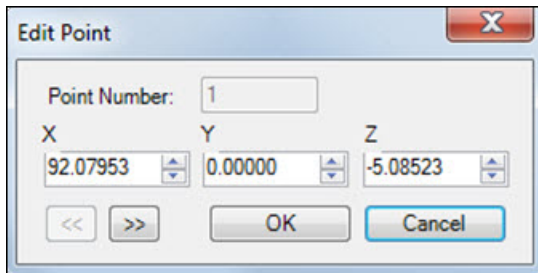 Edit Point
Point Number: 1
X Y Z
92.07953 0.00000 -5.08523
<< >> OK Cancel